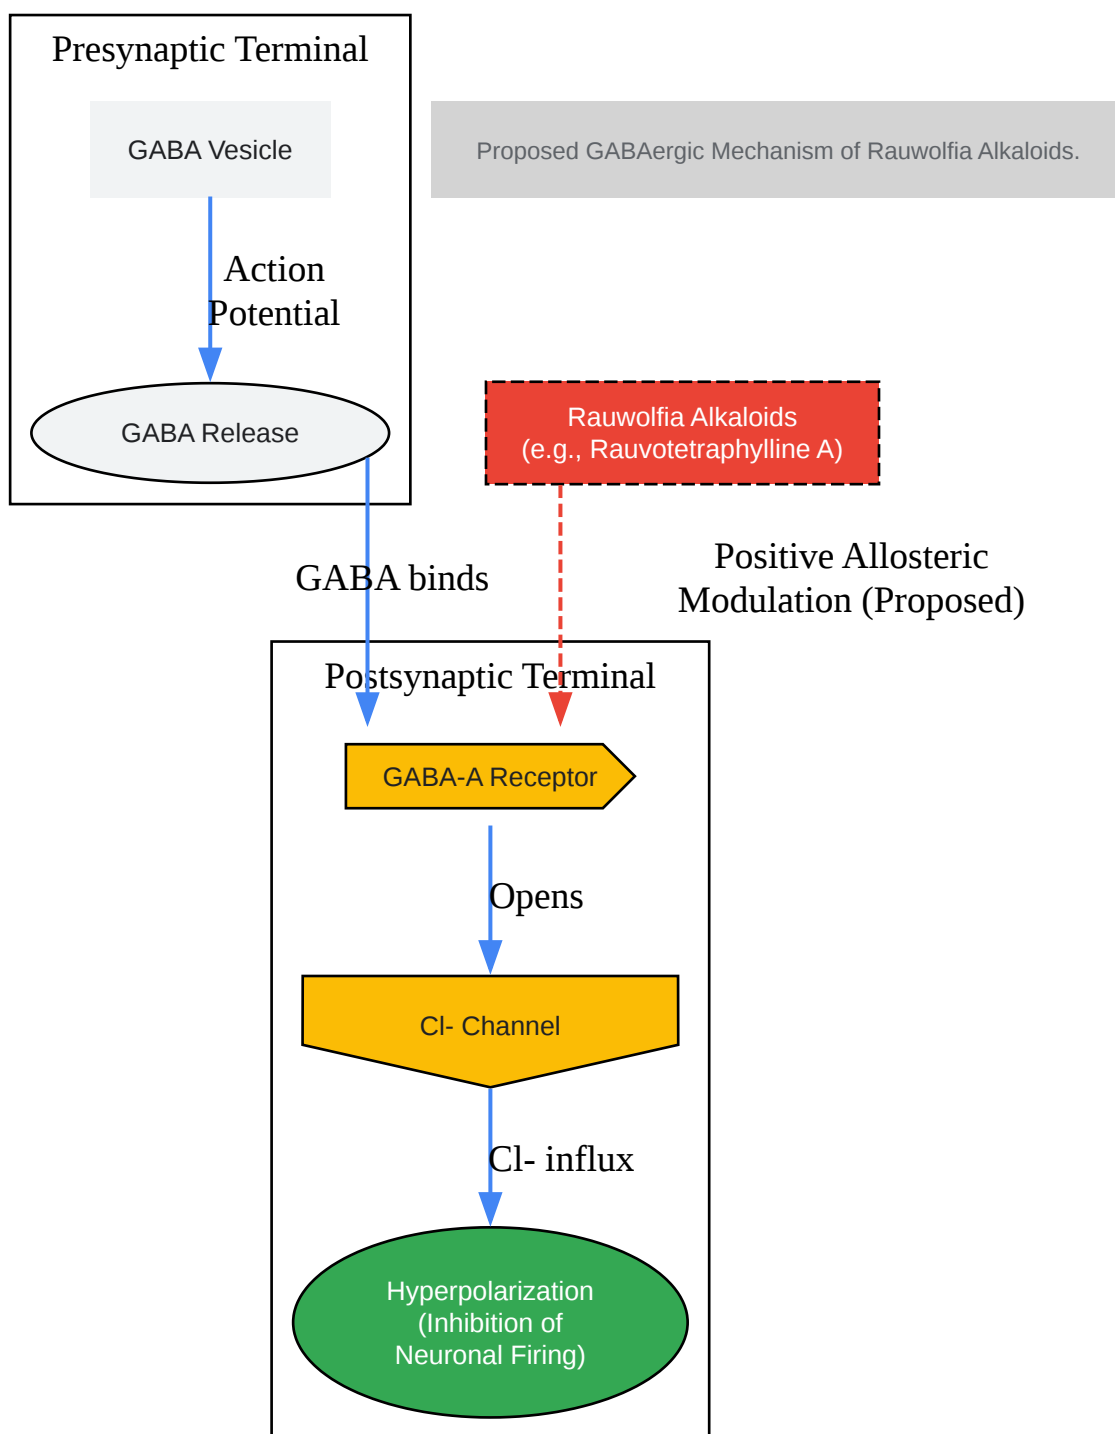 Presynaptic Terminal
GABA Vesicle
Proposed GABAergic Mechanism of Rauwolfia Alkaloids.
Action
Potential
GABA Release
Rauwolfia Alkaloids
(e.g., Rauvotetraphylline A)
GABA binds
Positive Allosteric
Modulation (Proposed)
Postsynaptic Terminal
GABA-A Receptor
Opens
Cl- Channel
Cl- influx
Hyperpolarization
(Inhibition of
Neuronal Firing)